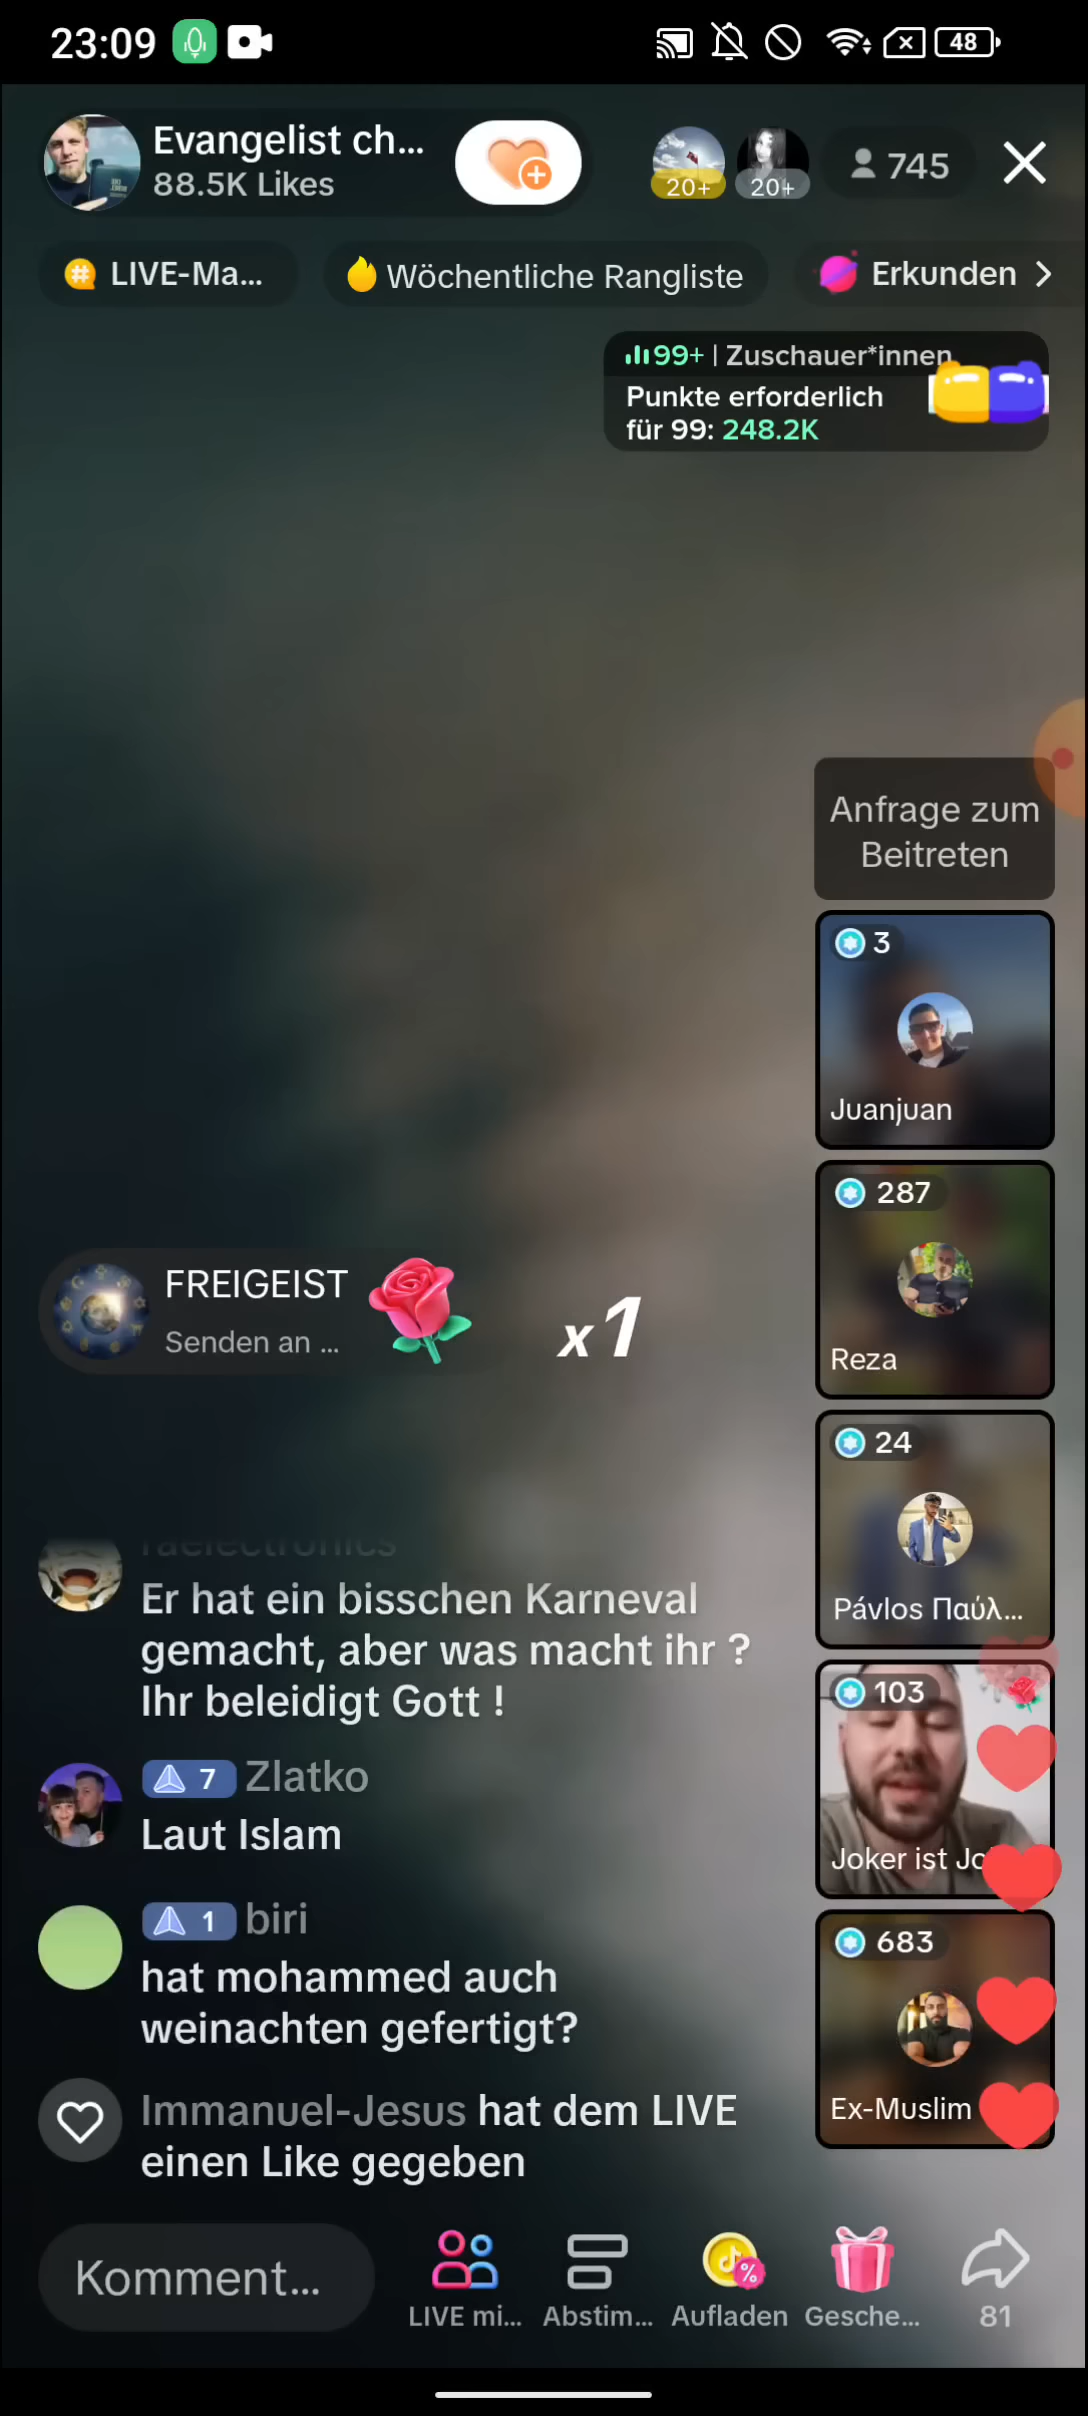 23:09
48
Evangelist ch...
88.5K Likes
20+
20+
745
LIVE-Ma...
Wöchentliche Rangliste
Erkunden
99+ | Zuschauer*innen
Punkte erforderlich
für 99: 248.2K
Anfrage zum
Beitreten
3
Juanjuan
287
Reza
FREIGEIST
Senden an ...
x1
24
Pávlos Παύλ...
raelectronics
Er hat ein bisschen Karneval
gemacht, aber was macht ihr ?
Ihr beleidigt Gott !
103
Joker ist Jo
7 Zlatko
Laut Islam
1 biri
hat mohammed auch
weinachten gefertigt?
683
Ex-Muslim
Immanuel-Jesus hat dem LIVE
einen Like gegeben
Komment...
LIVE mi...
Abstim...
Aufladen
Gesche...
81